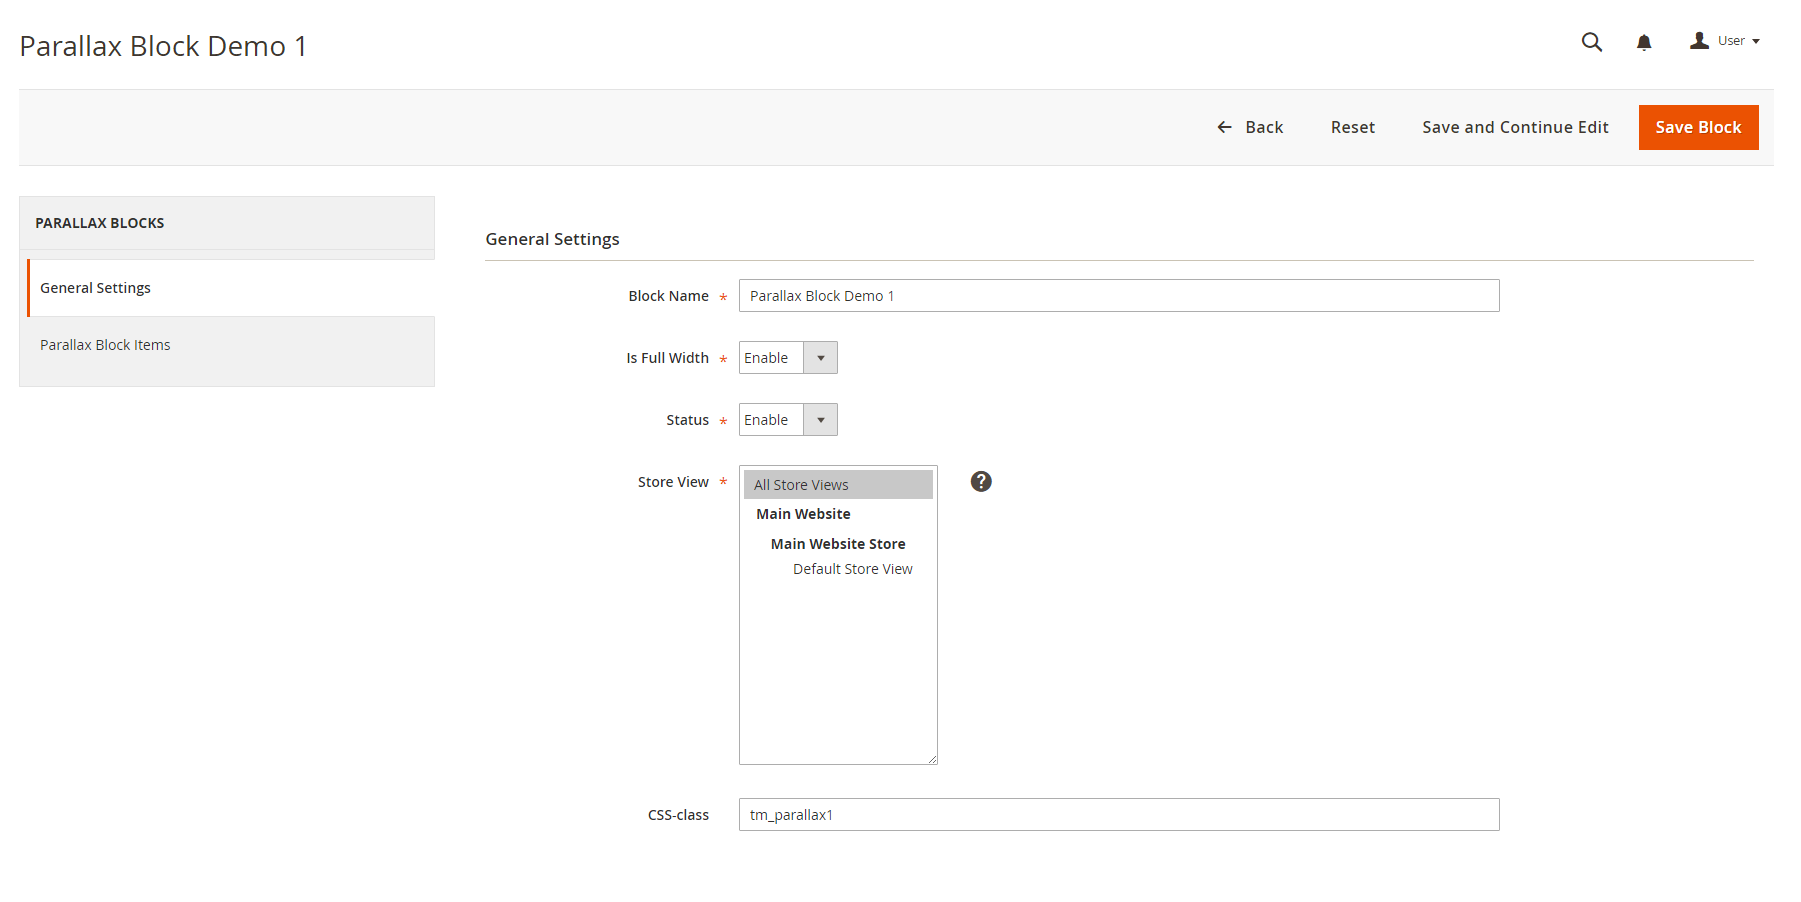 Parallax Block Demo 1
User
Back
Reset
Save and Continue Edit
Save Block
PARALLAX BLOCKS
General Settings
Parallax Block Items
General Settings
Block Name *
Parallax Block Demo 1
Is Full Width *
Enable
Status *
Enable
Store View *
All Store Views
Main Website
Main Website Store
Default Store View
?
CSS-class
tm_parallax1